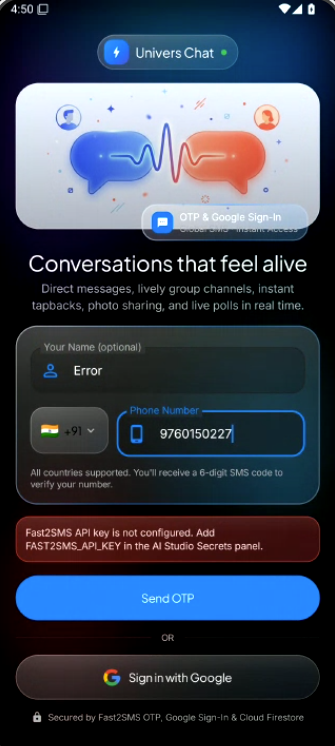 4:50
Univers Chat
OTP & Google Sign-In
Global SMS · Instant Access
Conversations that feel alive
Direct messages, lively group channels, instant
tapbacks, photo sharing, and live polls in real time.
Your Name (optional)
Error
+91
Phone Number
9760150227
All countries supported. You'll receive a 6-digit SMS code to
verify your number.
Fast2SMS API key is not configured. Add
FAST2SMS_API_KEY in the AI Studio Secrets panel.
Send OTP
OR
Sign in with Google
Secured by Fast2SMS OTP, Google Sign-In & Cloud Firestore